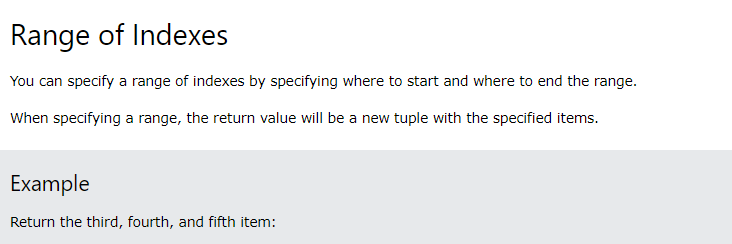 Range of Indexes
You can specify a range of indexes by specifying where to start and where to end the range.
When specifying a range, the return value will be a new tuple with the specified items.
Example
Return the third, fourth, and fifth item: